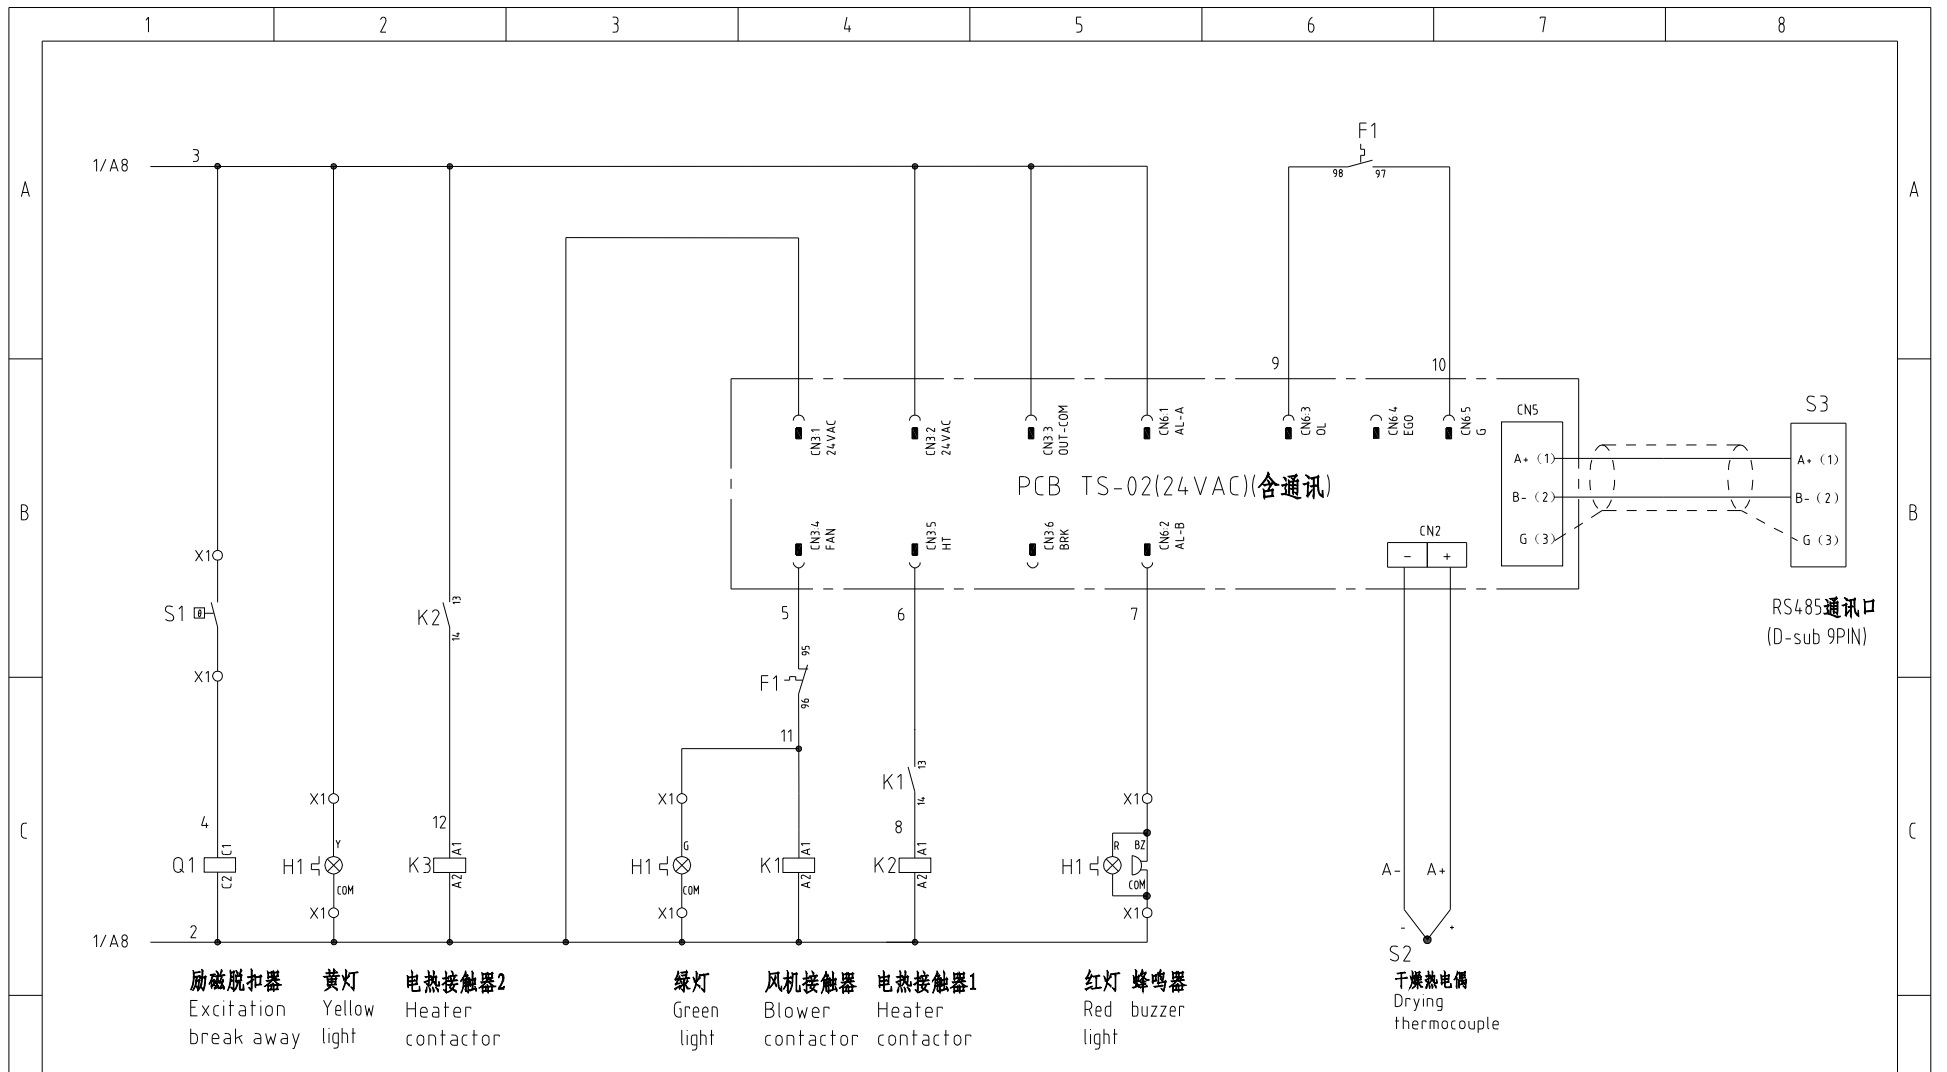 1 2 3 4 5 6 7 8
A
A
B
B
C
C
1/A8
3
F1
98 97
9
10
CN3:1
24VAC
CN3:2
24VAC
CN3:3
OUT-COM
CN6:1
AL-A
CN6:3
OL
CN6:4
EGO
CN6:5
G
CN5
S3
A+ (1)
A+ (1)
B- (2)
B- (2)
G (3)
G (3)
PCB TS-02(24VAC)(含通讯)
CN3:4
FAN
CN3:5
HT
CN3:6
BRK
CN6:2
AL-B
CN2
- +
RS485通讯口
(D-sub 9PIN)
X1
S1
θ
X1
K2
13
14
5
6
7
F1
95
96
11
K1
13
14
X1
X1
X1
4
12
8
Q1
C1
C2
H1
Y
COM
K3
A1
A2
H1
G
COM
K1
A1
A2
K2
A1
A2
H1
R
BZ
COM
A-
A+
X1
X1
X1
- +
S2
1/A8
2
励磁脱扣器
Excitation
break away
黄灯
Yellow
light
电热接触器2
Heater
contactor
绿灯
Green
light
风机接触器
Blower
contactor
电热接触器1
Heater
contactor
红灯 蜂鸣器
Red buzzer
light
干燥热电偶
Drying
thermocouple